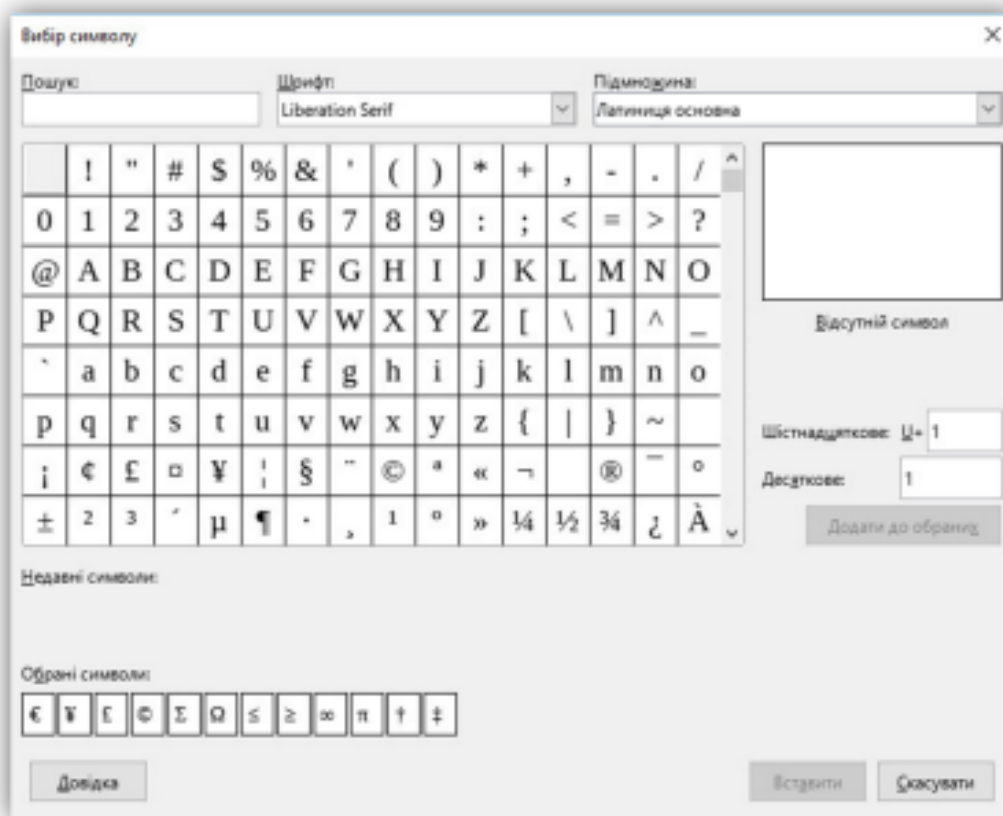 Вибір символу
Пошук: Шрифт: Підмножина:
Liberation Serif Латиниця основна
! " # $ % & ' ( ) * + , - . /
0 1 2 3 4 5 6 7 8 9 : ; < = > ?
@ A B C D E F G H I J K L M N O
P Q R S T U V W X Y Z [ \ ] ^ _
` a b c d e f g h i j k l m n o
p q r s t u v w x y z { | } ~
¡ ¢ £ ¤ ¥ ¦ § ¨ © ª « ¬ ® ¯ °
± ² ³ ´ µ ¶ · ¸ ¹ º » ¼ ½ ¾ ¿ À
Відсутній символ
Шістнадцяткове: U+ 1
Десяткове: 1
Додати до обраних
Недавні символи:
Обрані символи:
€ ¥ £ © Σ Ω ≤ ≥ ∞ π † ‡
Довідка Вставити Скасувати